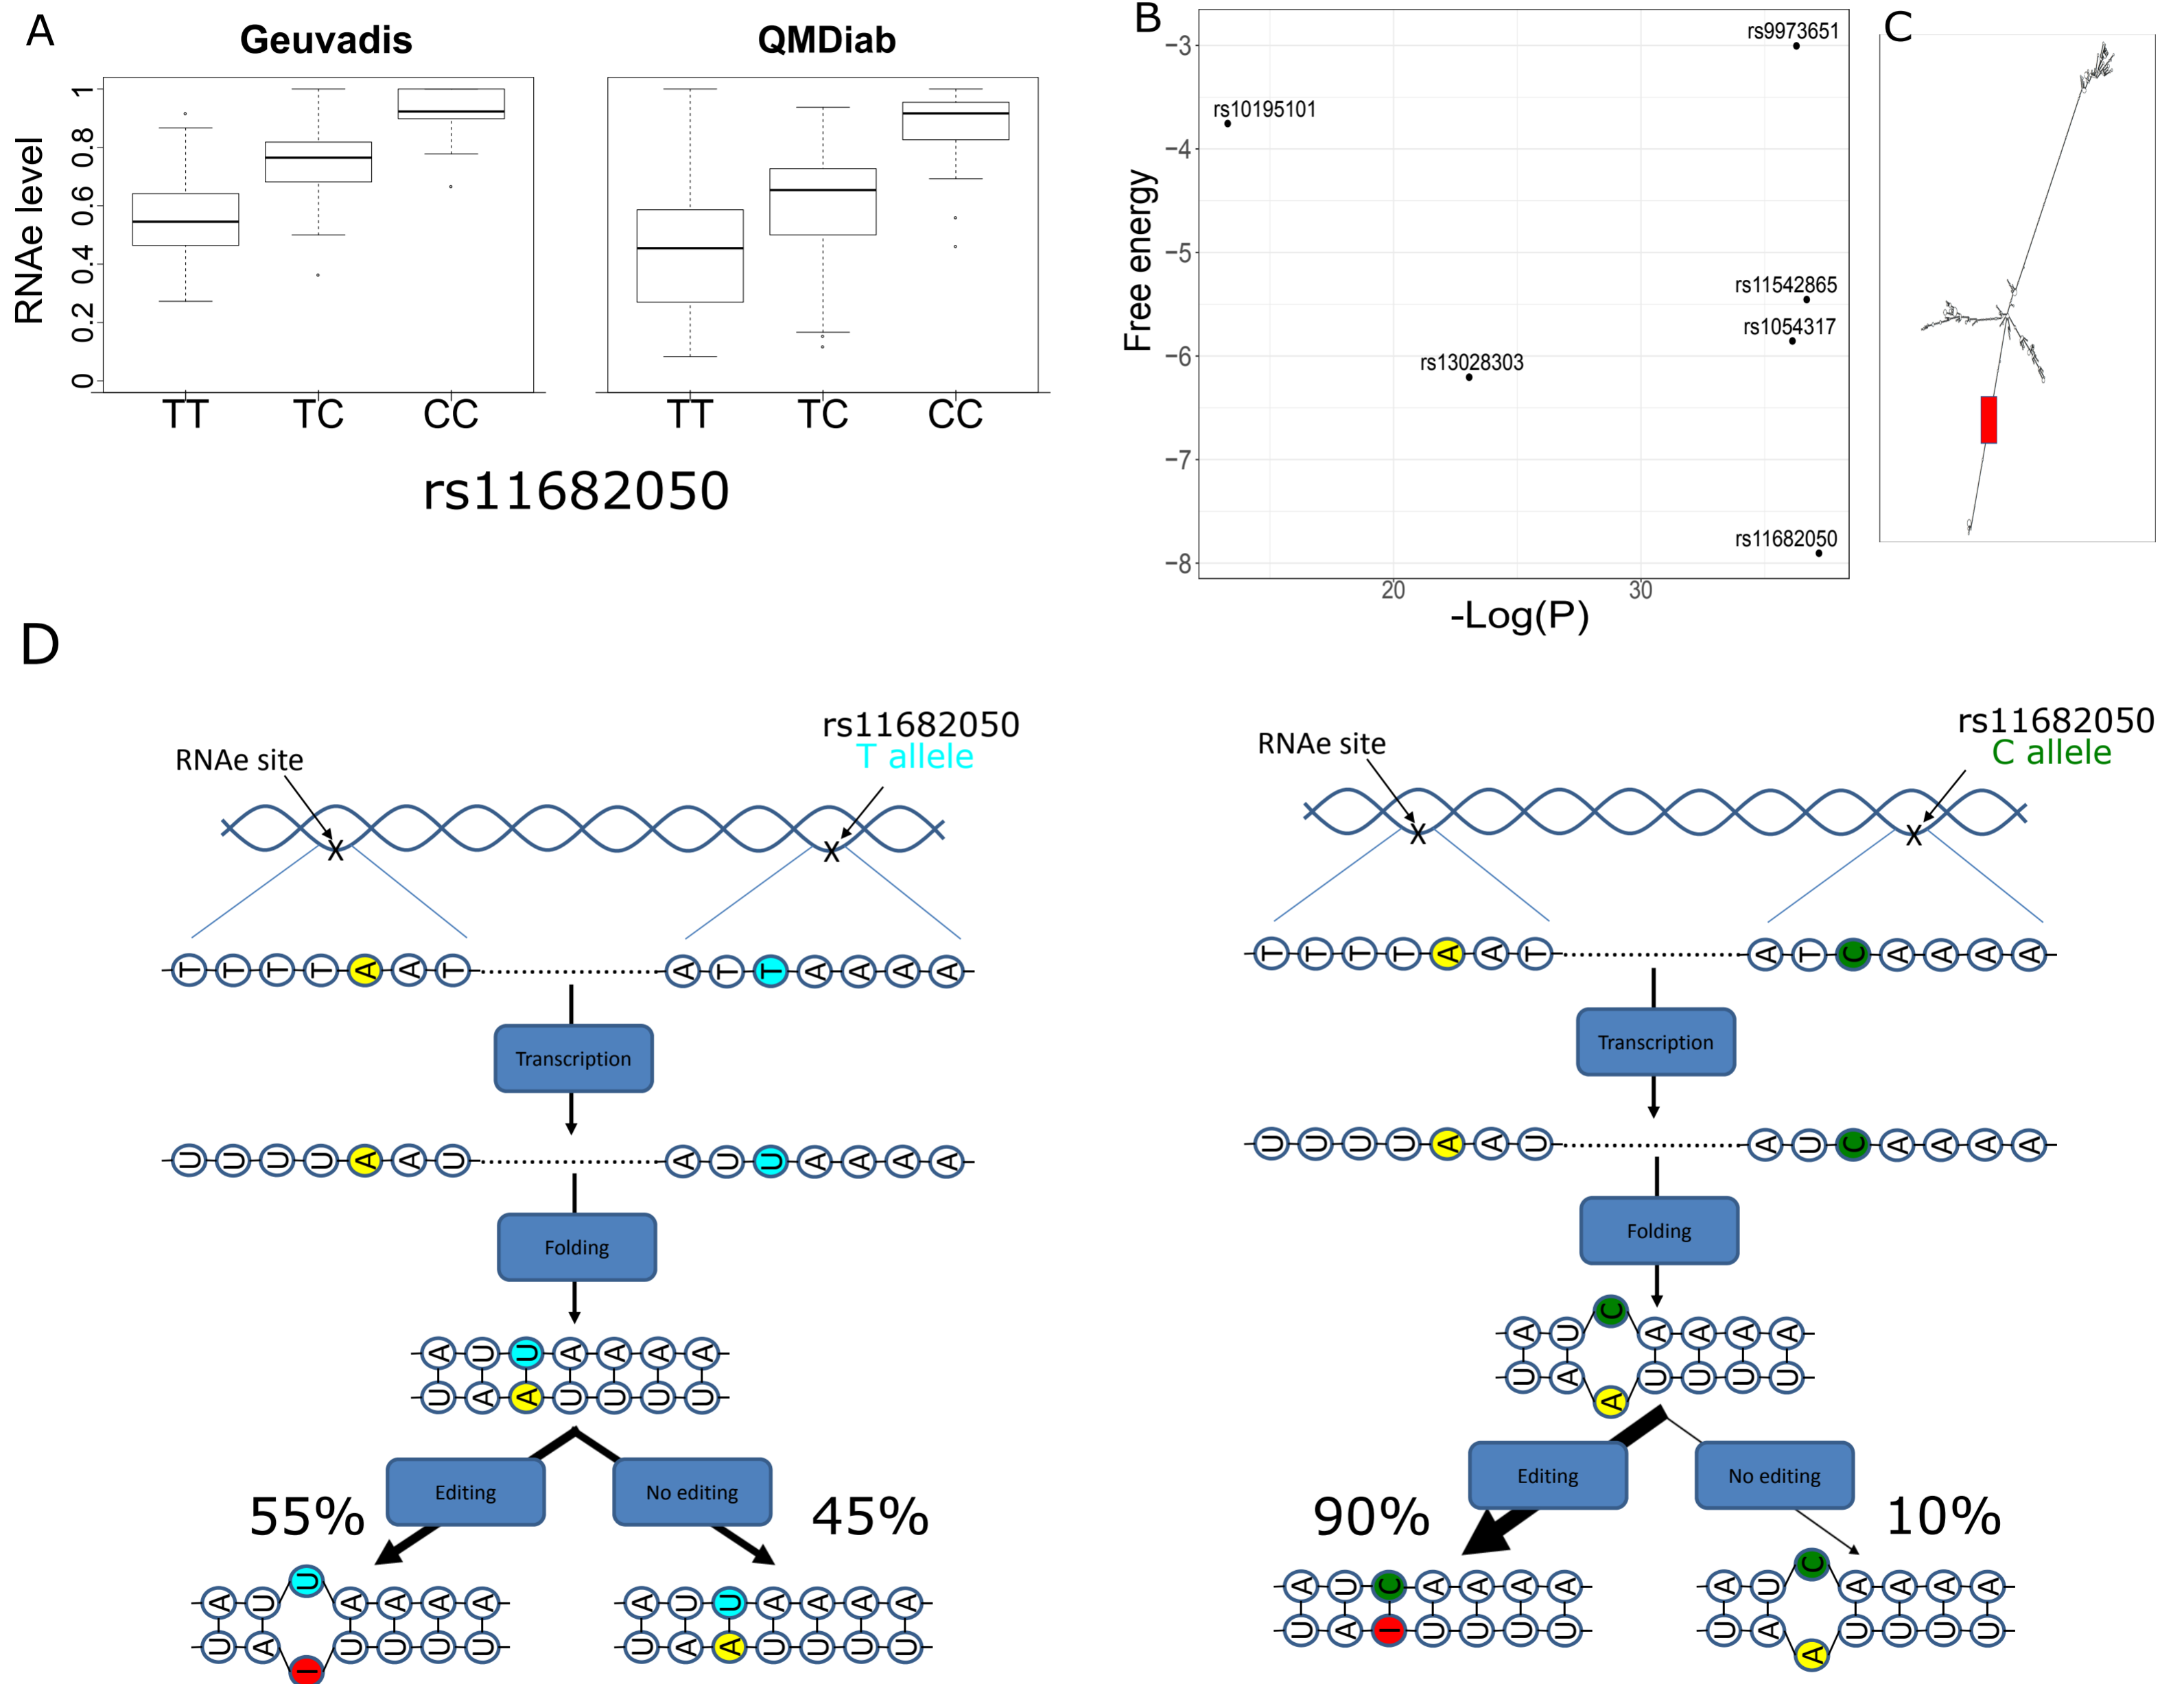 A
Geuvadis
QMDiab
RNAe level
1
0.8
0.6
0.4
0.2
0
TT TC CC
TT TC CC
rs11682050
B
Free energy
−3
−4
−5
−6
−7
−8
rs9973651
rs10195101
rs11542865
rs1054317
rs13028303
rs11682050
20 30
-Log(P)
C
D
RNAe site
rs11682050
T allele
T T T T A A T A T T A A A A
Transcription
U U U U A A U A U U A A A A
Folding
A U U A A A A
U A A U U U U
Editing
No editing
55%
45%
A U U A A A A
U A I U U U U
A U U A A A A
U A A U U U U
RNAe site
rs11682050
C allele
T T T T A A T A T C A A A A
Transcription
U U U U A A U A U C A A A A
Folding
A U C A A A A
U A A U U U U
Editing
No editing
90%
10%
A U C A A A A
U A I U U U U
A U C A A A A
U A A U U U U